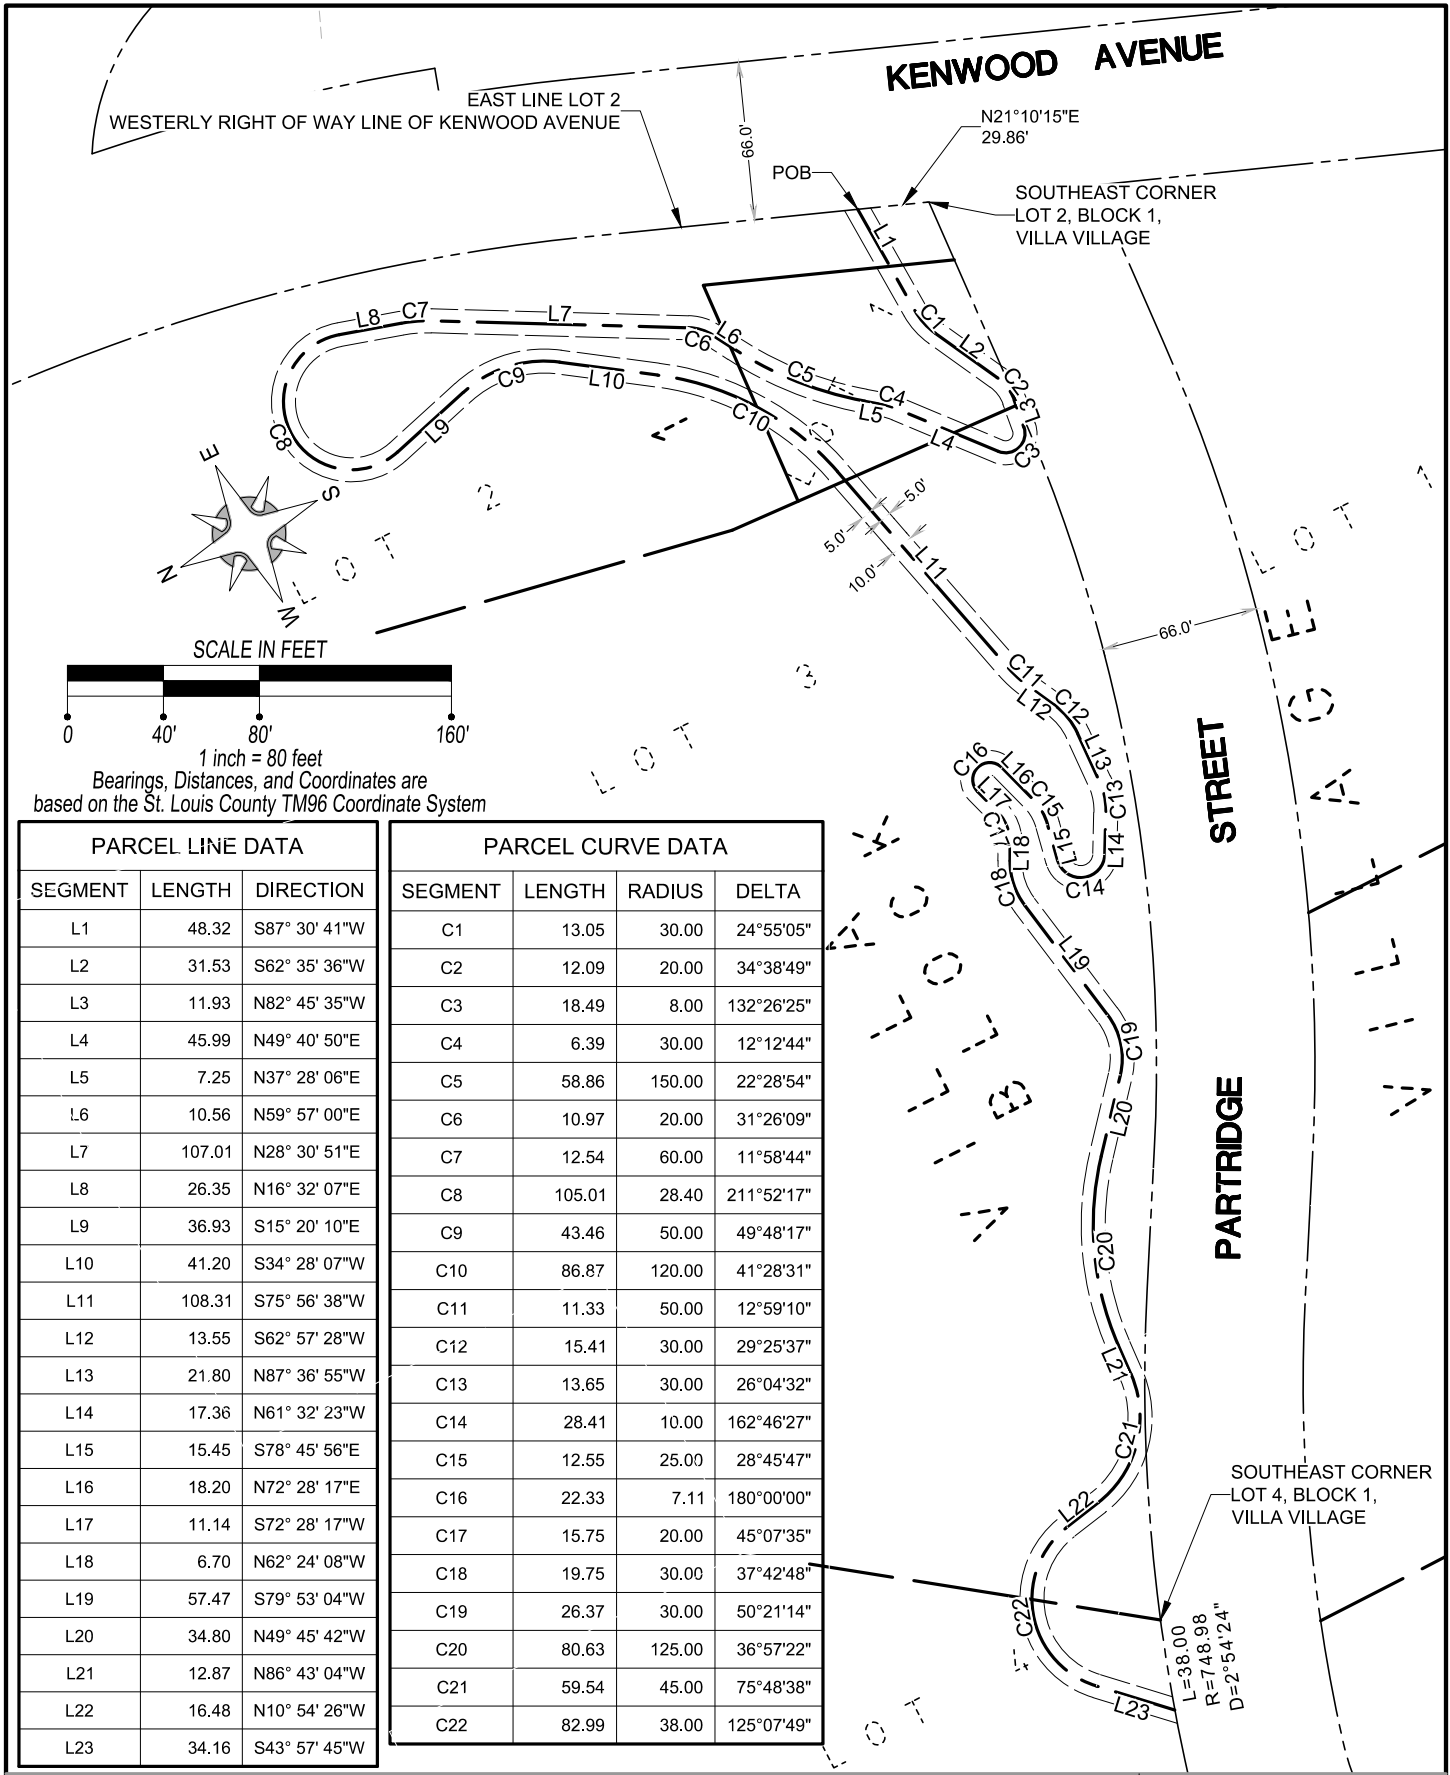 KENWOOD AVENUE
EAST LINE LOT 2
WESTERLY RIGHT OF WAY LINE OF KENWOOD AVENUE
66.0'
N21°10'15"E
29.86'
POB
SOUTHEAST CORNER
LOT 2, BLOCK 1,
VILLA VILLAGE
L1
C1
L2
C2
L3
C3
L4
C4
L5
C5
L6
C6
L7
C7
L8
C8
L9
C9
L10
C10
LOT 1
1
LOT 2
E
S
N
W
5.0'
5.0'
10.0'
L11
66.0'
LOT 1
LOT 3
SCALE IN FEET
0 40' 80' 160'
1 inch = 80 feet
Bearings, Distances, and Coordinates are
based on the St. Louis County TM96 Coordinate System
C11
L12
C12
L13
C13
L14
C14
L15
C15
L16
C16
L17
C17
L18
C18
L19
C19
L20
C20
L21
C21
L22
C22
L23
PARTRIDGE STREET
VILLA
BLOCK
VILLAGE
SOUTHEAST CORNER
LOT 4, BLOCK 1,
VILLA VILLAGE
L=38.00
R=748.98
D=2°54'24"
LOT 4
PARCEL LINE DATA
SEGMENT LENGTH DIRECTION
L1 48.32 S87° 30' 41"W
L2 31.53 S62° 35' 36"W
L3 11.93 N82° 45' 35"W
L4 45.99 N49° 40' 50"E
L5 7.25 N37° 28' 06"E
L6 10.56 N59° 57' 00"E
L7 107.01 N28° 30' 51"E
L8 26.35 N16° 32' 07"E
L9 36.93 S15° 20' 10"E
L10 41.20 S34° 28' 07"W
L11 108.31 S75° 56' 38"W
L12 13.55 S62° 57' 28"W
L13 21.80 N87° 36' 55"W
L14 17.36 N61° 32' 23"W
L15 15.45 S78° 45' 56"E
L16 18.20 N72° 28' 17"E
L17 11.14 S72° 28' 17"W
L18 6.70 N62° 24' 08"W
L19 57.47 S79° 53' 04"W
L20 34.80 N49° 45' 42"W
L21 12.87 N86° 43' 04"W
L22 16.48 N10° 54' 26"W
L23 34.16 S43° 57' 45"W
PARCEL CURVE DATA
SEGMENT LENGTH RADIUS DELTA
C1 13.05 30.00 24°55'05"
C2 12.09 20.00 34°38'49"
C3 18.49 8.00 132°26'25"
C4 6.39 30.00 12°12'44"
C5 58.86 150.00 22°28'54"
C6 10.97 20.00 31°26'09"
C7 12.54 60.00 11°58'44"
C8 105.01 28.40 211°52'17"
C9 43.46 50.00 49°48'17"
C10 86.87 120.00 41°28'31"
C11 11.33 50.00 12°59'10"
C12 15.41 30.00 29°25'37"
C13 13.65 30.00 26°04'32"
C14 28.41 10.00 162°46'27"
C15 12.55 25.00 28°45'47"
C16 22.33 7.11 180°00'00"
C17 15.75 20.00 45°07'35"
C18 19.75 30.00 37°42'48"
C19 26.37 30.00 50°21'14"
C20 80.63 125.00 36°57'22"
C21 59.54 45.00 75°48'38"
C22 82.99 38.00 125°07'49"